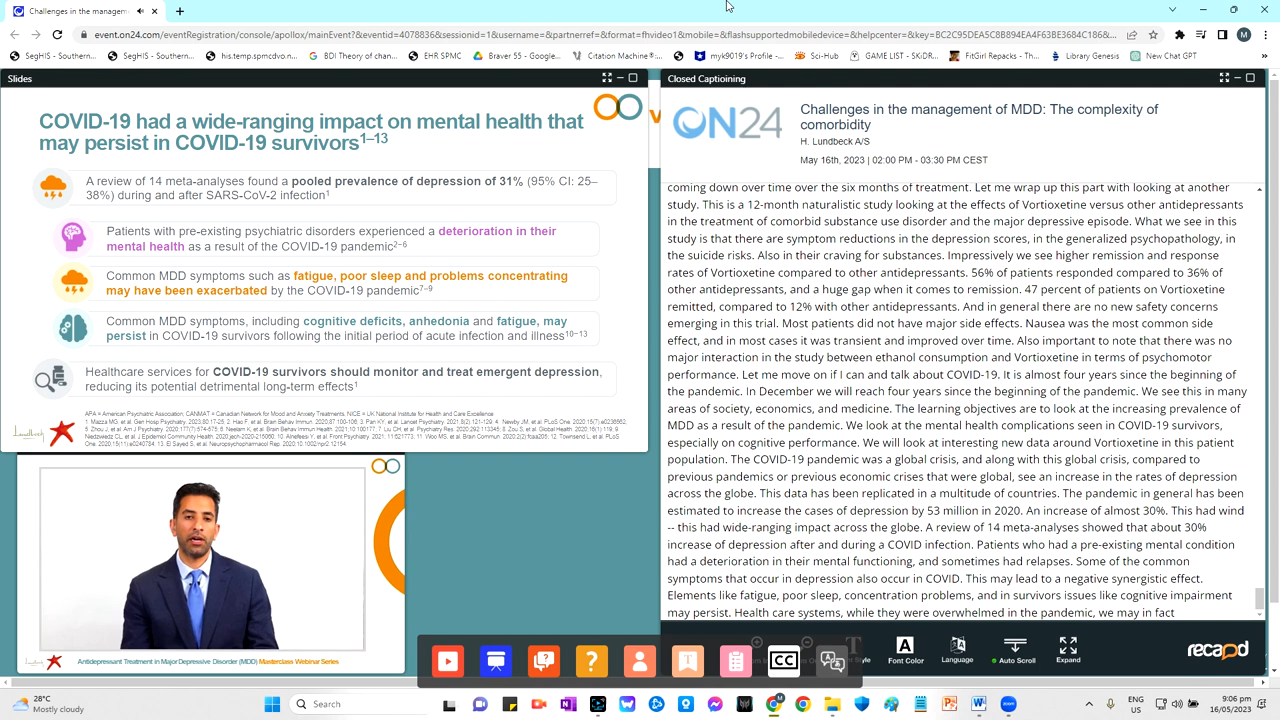 Challenges in the management
event.on24.com/eventRegistration/console/apollox/mainEvent?&eventid=4078836&sessionid=1&username=&partnerref=&format=fhvideo1&mobile=&flashsupportedmobiledevice=&helpcenter=&key=BC2C95DEA5C8B894EA4F63BE3684C186&...
M
SegHIS – Southern...
SegHIS – Southern...
his.temp.spmcdvo.n...
BDI Theory of chan...
EHR SPMC
Braver 55 - Google...
Citation Machine®...
myk9019's Profile -...
Sci-Hub
GAME LIST - SKiDR...
FitGirl Repacks - Th...
Library Genesis
New Chat GPT
Slides
COVID-19 had a wide-ranging impact on mental health that
may persist in COVID-19 survivors1–13
A review of 14 meta-analyses found a pooled prevalence of depression of 31% (95% CI: 25–
38%) during and after SARS-CoV-2 infection1
Patients with pre-existing psychiatric disorders experienced a deterioration in their
mental health as a result of the COVID-19 pandemic2–6
Common MDD symptoms such as fatigue, poor sleep and problems concentrating
may have been exacerbated by the COVID-19 pandemic7–9
Common MDD symptoms, including cognitive deficits, anhedonia and fatigue, may
persist in COVID-19 survivors following the initial period of acute infection and illness10–13
Healthcare services for COVID-19 survivors should monitor and treat emergent depression,
reducing its potential detrimental long-term effects1
APA = American Psychiatric Association, CANMAT = Canadian Network for Mood and Anxiety Treatments. NICE = UK National Institute for Health and Care Excellence
Lundbeck
Antidepressant Treatment in Major Depressive Disorder (MDD) Masterclass Webinar Series
Closed Captioining
ON24
Challenges in the management of MDD: The complexity of
comorbidity
H. Lundbeck A/S
May 16th, 2023 | 02:00 PM - 03:30 PM CEST
coming down over time over the six months of treatment. Let me wrap up this part with looking at another
study. This is a 12-month naturalistic study looking at the effects of Vortioxetine versus other antidepressants
in the treatment of comorbid substance use disorder and the major depressive episode. What we see in this
study is that there are symptom reductions in the depression scores, in the generalized psychopathology, in
the suicide risks. Also in their craving for substances. Impressively we see higher remission and response
rates of Vortioxetine compared to other antidepressants. 56% of patients responded compared to 36% of
other antidepressants, and a huge gap when it comes to remission. 47 percent of patients on Vortioxetine
remitted, compared to 12% with other antidepressants. And in general there are no new safety concerns
emerging in this trial. Most patients did not have major side effects. Nausea was the most common side
effect, and in most cases it was transient and improved over time. Also important to note that there was no
major interaction in the study between ethanol consumption and Vortioxetine in terms of psychomotor
performance. Let me move on if I can and talk about COVID-19. It is almost four years since the beginning of
the pandemic. In December we will reach four years since the beginning of the pandemic. We see this in many
areas of society, economics, and medicine. The learning objectives are to look at the increasing prevalence of
MDD as a result of the pandemic. We look at the mental health complications seen in COVID-19 survivors,
especially on cognitive performance. We will look at interesting new data around Vortioxetine in this patient
population. The COVID-19 pandemic was a global crisis, and along with this global crisis, compared to
previous pandemics or previous economic crises that were global, see an increase in the rates of depression
across the globe. This data has been replicated in a multitude of countries. The pandemic in general has been
estimated to increase the cases of depression by 53 million in 2020. An increase of almost 30%. This had wind
-- this had wide-ranging impact across the globe. A review of 14 meta-analyses showed that about 30%
increase of depression after and during a COVID infection. Patients who had a pre-existing mental condition
had a deterioration in their mental functioning, and sometimes had relapses. Some of the common
symptoms that occur in depression also occur in COVID. This may lead to a negative synergistic effect.
Elements like fatigue, poor sleep, concentration problems, and in survivors issues like cognitive impairment
may persist. Health care systems, while they were overwhelmed in the pandemic, we may in fact
Font Color
Language
Auto Scroll
Expand
recapd
CC
28°C
Mostly cloudy
Search
ENG
US
9:06 pm
16/05/2023